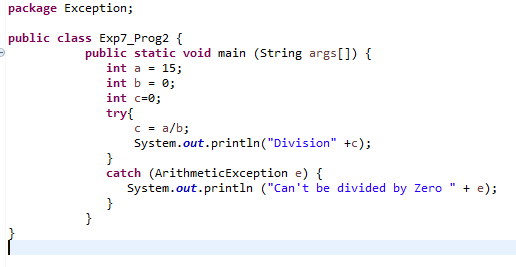 package Exception;
public class Exp7_Prog2 {
public static void main (String args[]) {
int a = 15;
int b = 0;
int c=0;
try{
c = a/b;
System.out.println("Division" +c);
}
catch (ArithmeticException e) {
System.out.println ("Can't be divided by Zero " + e);
}
}
}